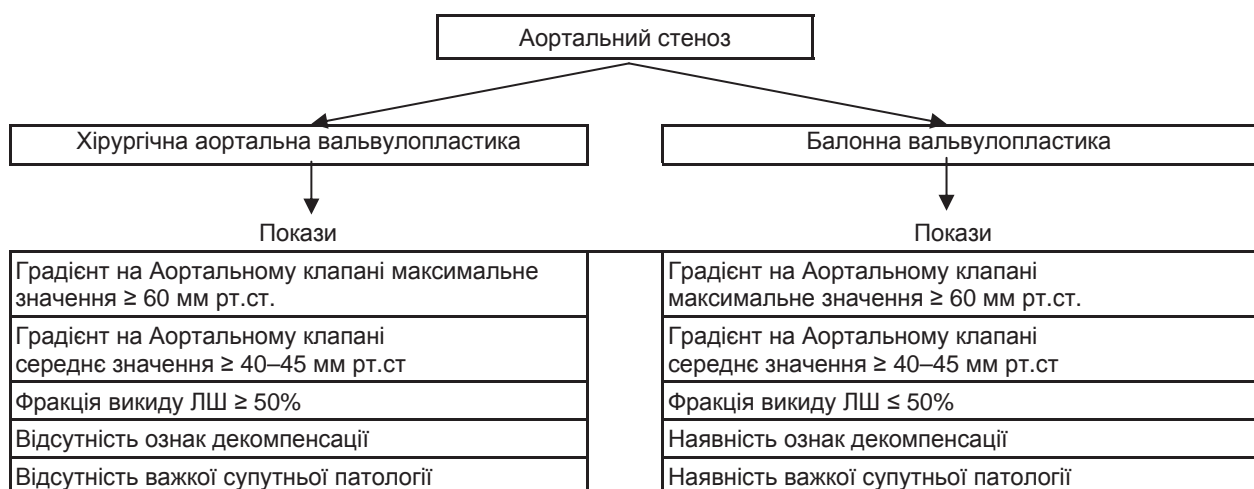 Аортальний стеноз
Хірургічна аортальна вальвулопластика
Балонна вальвулопластика
Покази
Покази
Градієнт на Аортальному клапані максимальне
значення ≥ 60 мм рт.ст.
Градієнт на Аортальному клапані
максимальне значення ≥ 60 мм рт.ст.
Градієнт на Аортальному клапані
середнє значення ≥ 40–45 мм рт.ст
Градієнт на Аортальному клапані
середнє значення ≥ 40–45 мм рт.ст
Фракція викиду ЛШ ≥ 50%
Фракція викиду ЛШ ≤ 50%
Відсутність ознак декомпенсації
Наявність ознак декомпенсації
Відсутність важкої супутньої патології
Наявність важкої супутньої патології